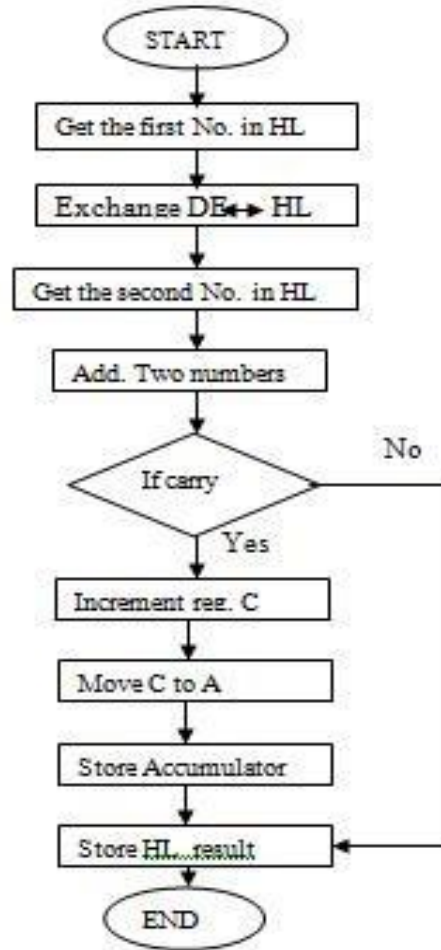 START
Get the first No. in HL
Exchange DE HL
Get the second No. in HL
Add. Two numbers
If carry
No
Yes
Increment reg. C
Move C to A
Store Accumulator
Store HL result
END